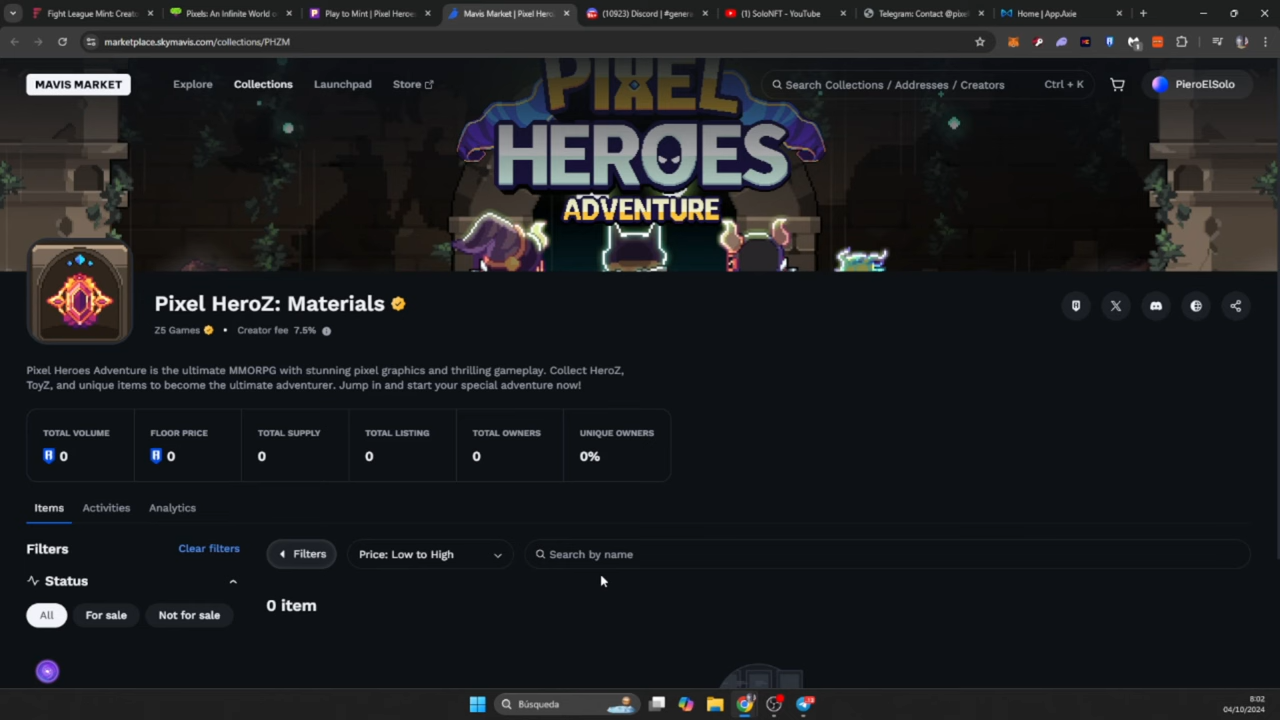 Fight League Mint: Creato
Pixels: An Infinite World o
Play to Mint | Pixel Heroe
Mavis Market | Pixel Hero
(10923) Discord | #genera
(1) SoloNFT - YouTube
Telegram: Contact @pixel
Home | App.Axie
marketplace.skymavis.com/collections/PHZM
MAVIS MARKET
Explore
Collections
Launchpad
Store
Search Collections / Addresses / Creators
Ctrl + K
PieroElSolo
PIXEL
HEROES
ADVENTURE
Pixel HeroZ: Materials
Z5 Games • Creator fee 7.5%
Pixel Heroes Adventure is the ultimate MMORPG with stunning pixel graphics and thrilling gameplay. Collect HeroZ,
ToyZ, and unique items to become the ultimate adventurer. Jump in and start your special adventure now!
TOTAL VOLUME
FLOOR PRICE
TOTAL SUPPLY
TOTAL LISTING
TOTAL OWNERS
UNIQUE OWNERS
0
0
0
0
0
0%
Items
Activities
Analytics
Filters
Clear filters
Filters
Price: Low to High
Search by name
Status
All
For sale
Not for sale
0 item
Búsqueda
8:02
04/10/2024